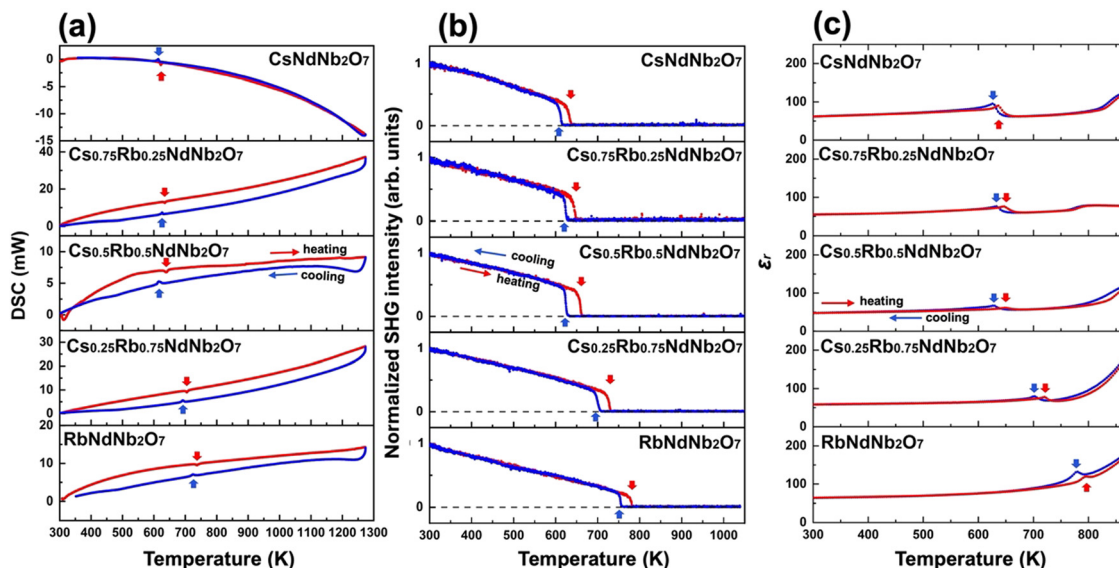 (a)
(b)
(c)
DSC (mW)
0
-5
-10
-15
CsNdNb₂O₇
40
20
0
Cs₀.₇₅Rb₀.₂₅NdNb₂O₇
10
5
0
Cs₀.₅Rb₀.₅NdNb₂O₇
heating
cooling
30
20
10
0
Cs₀.₂₅Rb₀.₇₅NdNb₂O₇
20
10
0
RbNdNb₂O₇
300 400 500 600 700 800 900 1000 1100 1200 1300
Temperature (K)
Normalized SHG intensity (arb. units)
1
0
CsNdNb₂O₇
1
0
Cs₀.₇₅Rb₀.₂₅NdNb₂O₇
1
0
Cs₀.₅Rb₀.₅NdNb₂O₇
cooling
heating
1
0
Cs₀.₂₅Rb₀.₇₅NdNb₂O₇
1
0
RbNdNb₂O₇
300 400 500 600 700 800 900 1000
Temperature (K)
εr
200
100
0
CsNdNb₂O₇
200
100
0
Cs₀.₇₅Rb₀.₂₅NdNb₂O₇
200
100
0
Cs₀.₅Rb₀.₅NdNb₂O₇
heating
cooling
200
100
0
Cs₀.₂₅Rb₀.₇₅NdNb₂O₇
200
100
0
RbNdNb₂O₇
300 400 500 600 700 800
Temperature (K)